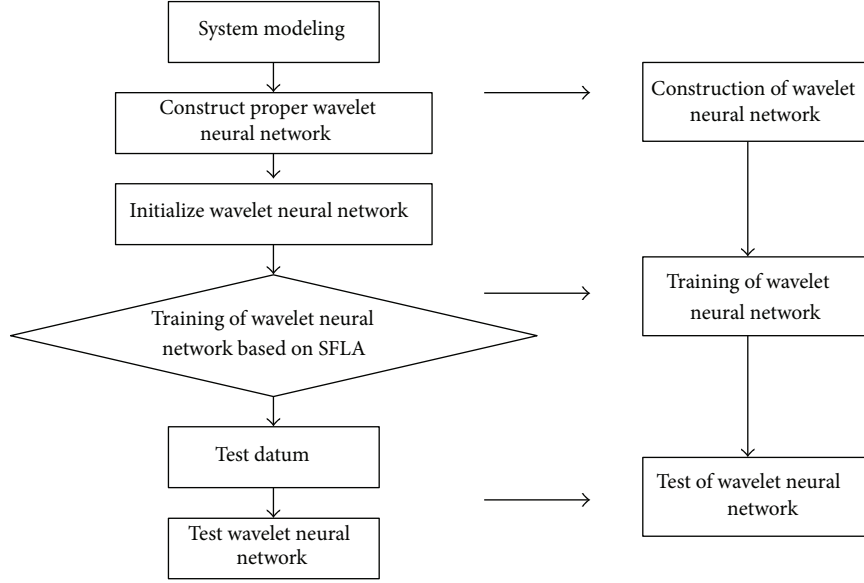 System modeling
Construct proper wavelet
neural network
Initialize wavelet neural network
Training of wavelet neural
network based on SFLA
Test datum
Test wavelet neural
network
Construction of wavelet
neural network
Training of wavelet
neural network
Test of wavelet neural
network